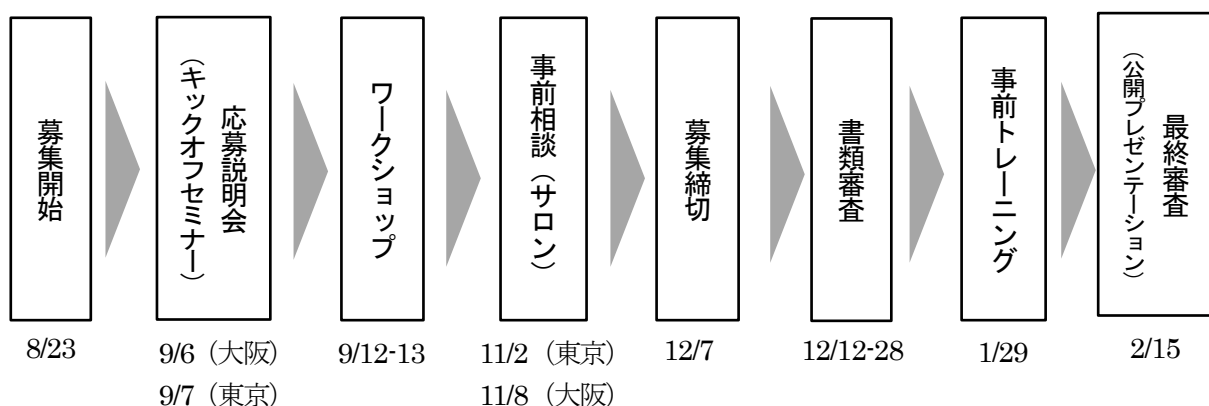 募集開始
8/23
応募説明会
（キックオフセミナー）
9/6（大阪）
9/7（東京）
ワークショップ
9/12-13
事前相談（サロン）
11/2（東京）
11/8（大阪）
募集締切
12/7
書類審査
12/12-28
事前トレーニング
1/29
最終審査
（公開プレゼンテーション）
2/15